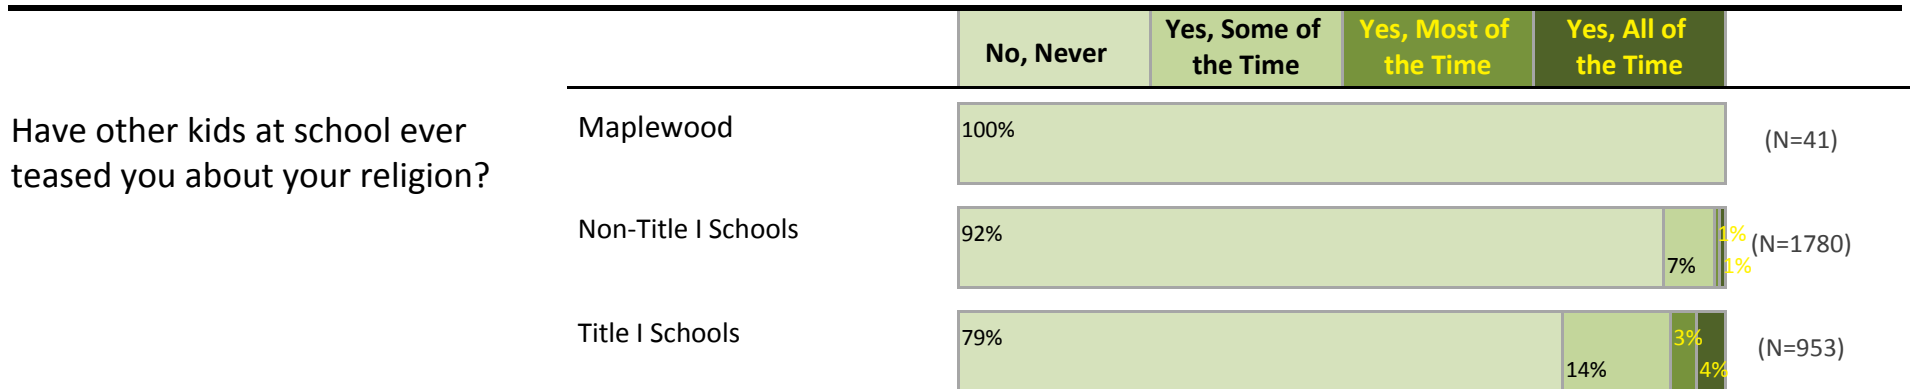 No, Never
Yes, Some of
the Time
Yes, Most of
the Time
Yes, All of
the Time
Have other kids at school ever
teased you about your religion?
Maplewood
100%
(N=41)
Non-Title I Schools
92%
7%
1%
1%
(N=1780)
Title I Schools
79%
14%
3%
4%
(N=953)